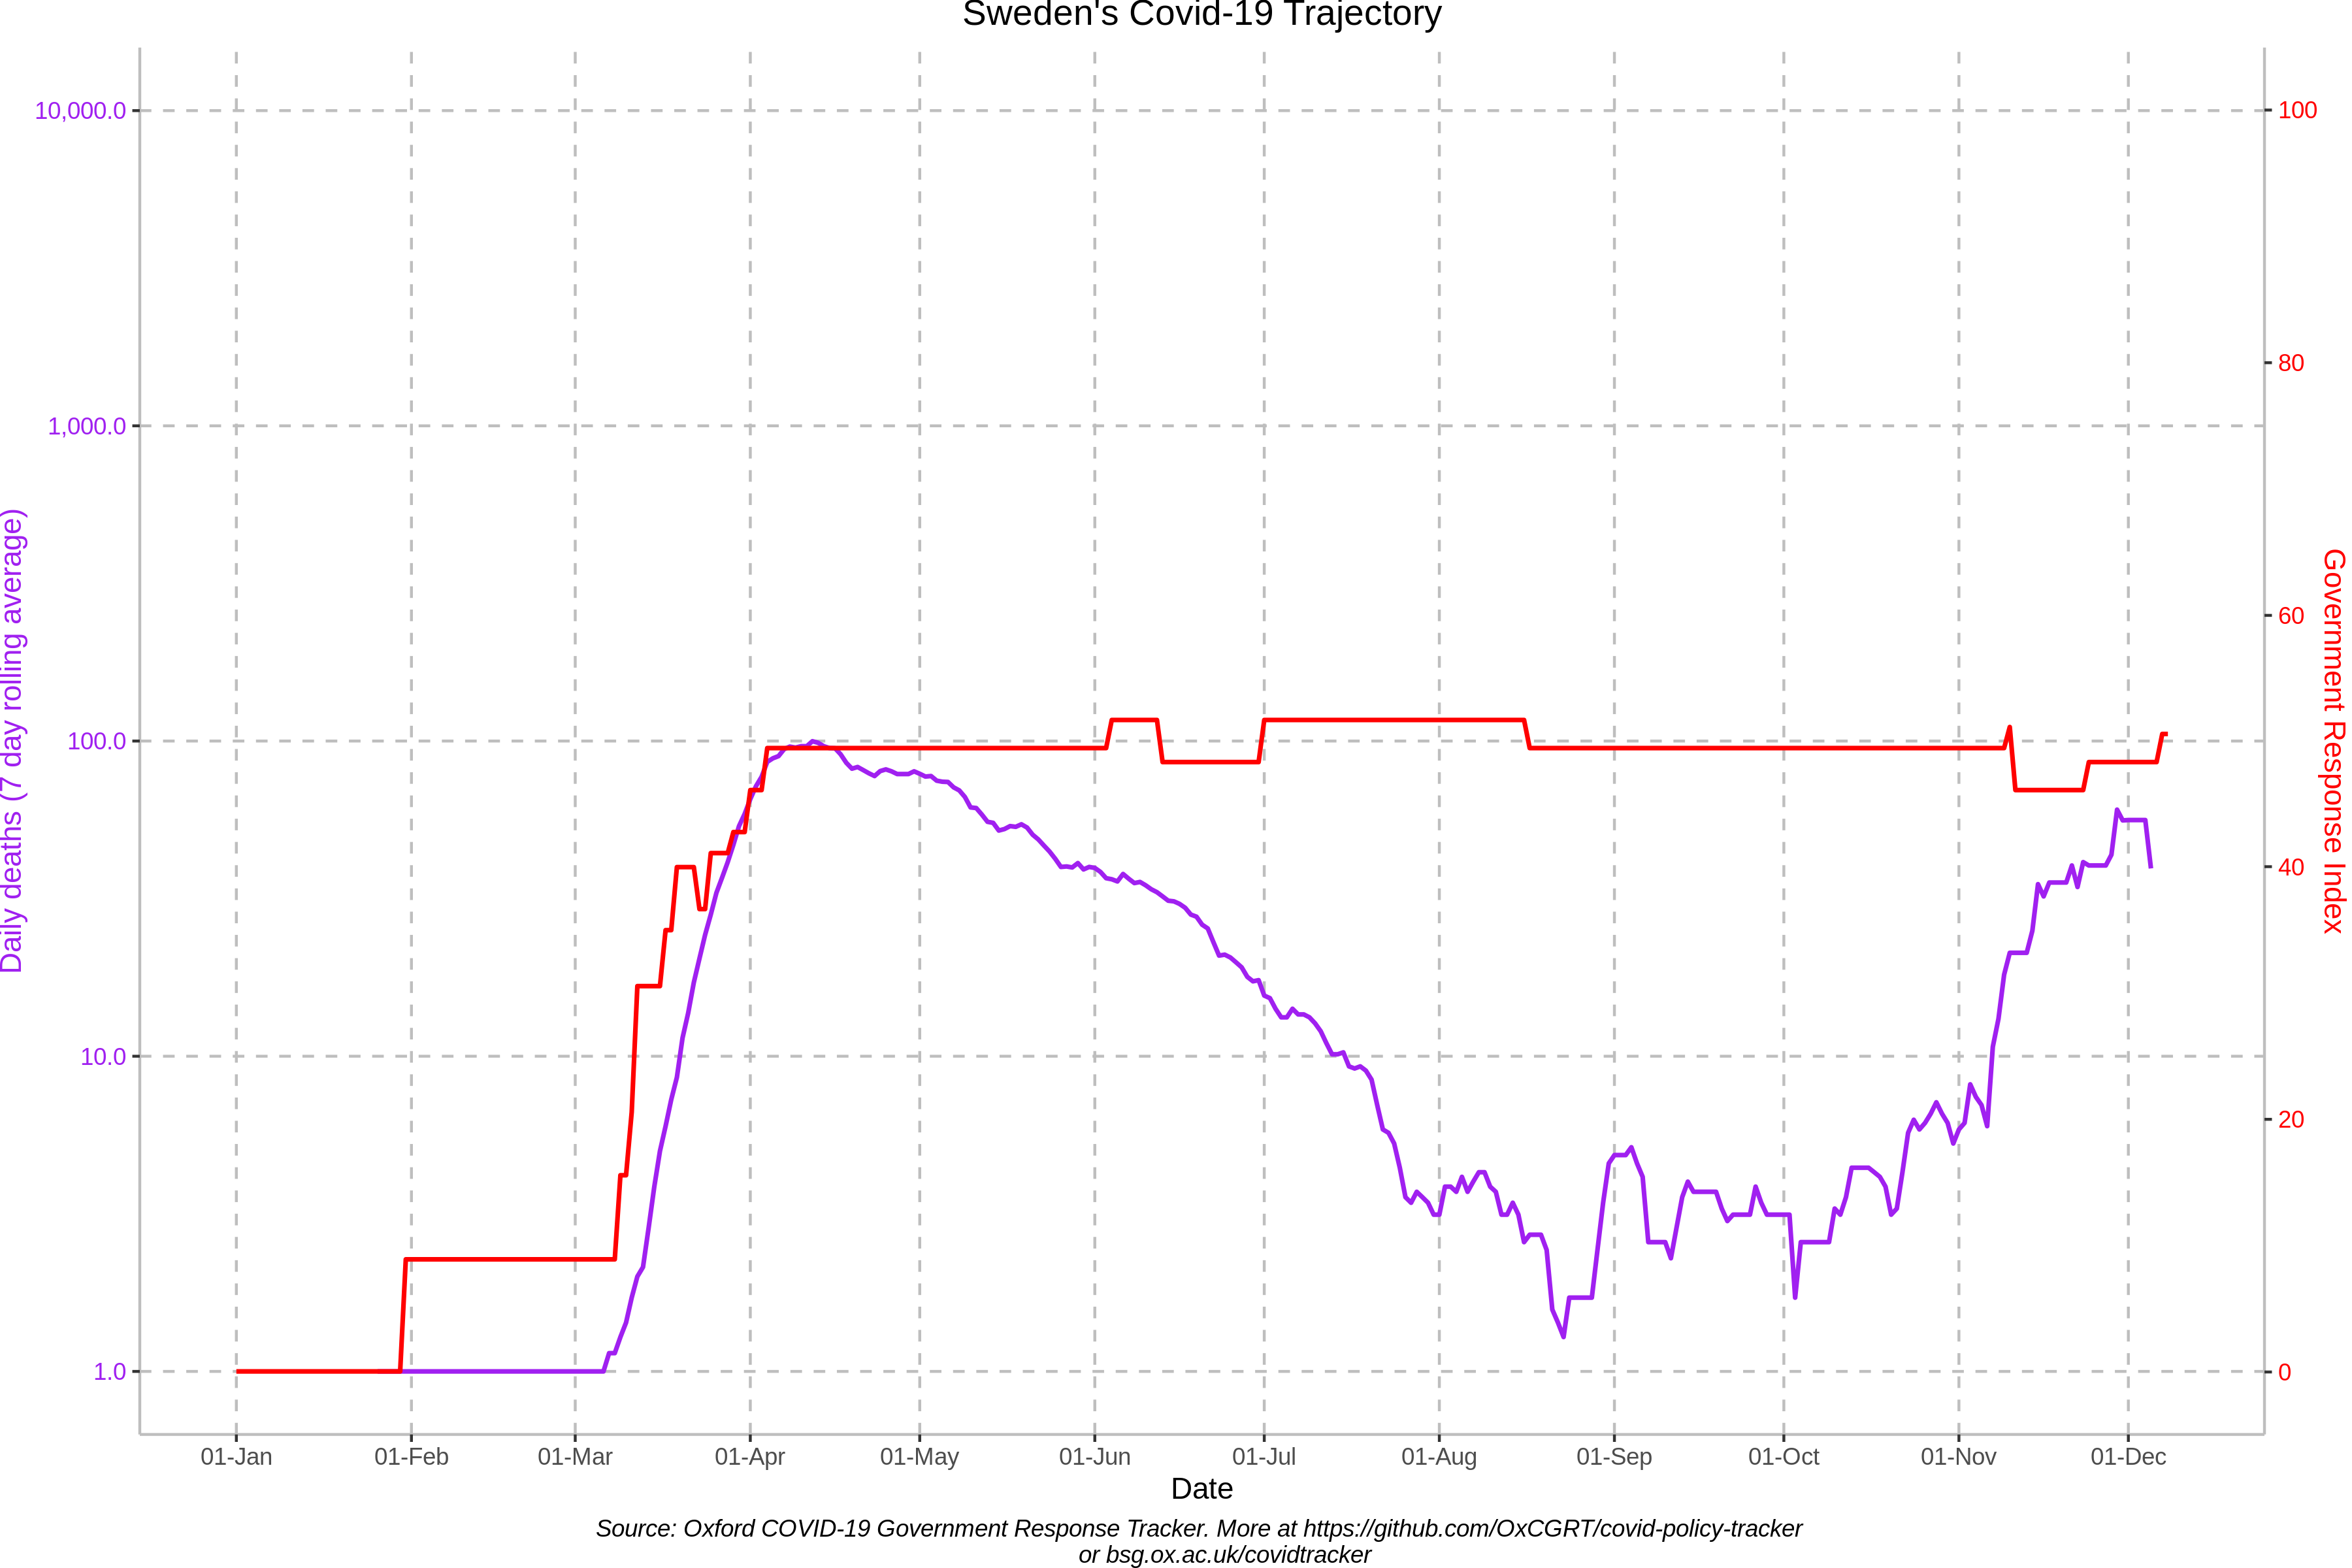 Sweden's Covid-19 Trajectory
10,000.0
1,000.0
100.0
10.0
1.0
Daily deaths (7 day rolling average)
100
80
60
40
20
0
Government Response Index
01-Jan 01-Feb 01-Mar 01-Apr 01-May 01-Jun 01-Jul 01-Aug 01-Sep 01-Oct 01-Nov 01-Dec
Date
Source: Oxford COVID-19 Government Response Tracker. More at https://github.com/OxCGRT/covid-policy-tracker
or bsg.ox.ac.uk/covidtracker